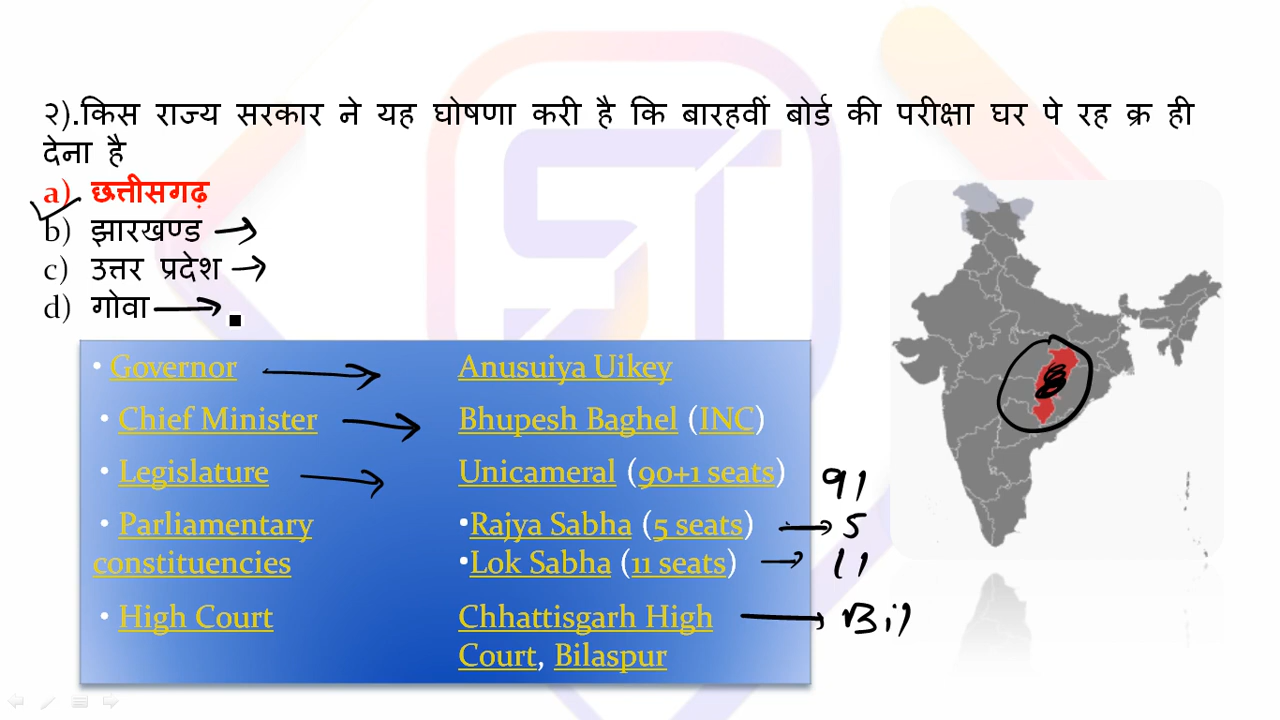 २).किस राज्य सरकार ने यह घोषणा करी है कि बारहवीं बोर्ड की परीक्षा घर पे रह क्र ही
देना है
a) छत्तीसगढ़
b) झारखण्ड
c) उत्तर प्रदेश
d) गोवा
• Governor Anusuiya Uikey
• Chief Minister Bhupesh Baghel (INC)
• Legislature Unicameral (90+1 seats) 91
• Parliamentary •Rajya Sabha (5 seats) 5
constituencies •Lok Sabha (11 seats) 11
• High Court Chhattisgarh High Bil
Court, Bilaspur